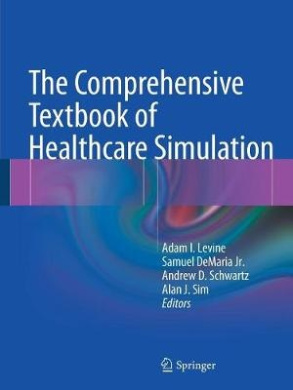 The Comprehensive
Textbook of
Healthcare Simulation
Adam I. Levine
Samuel DeMaria Jr.
Andrew D. Schwartz
Alan J. Sim
Editors
Springer